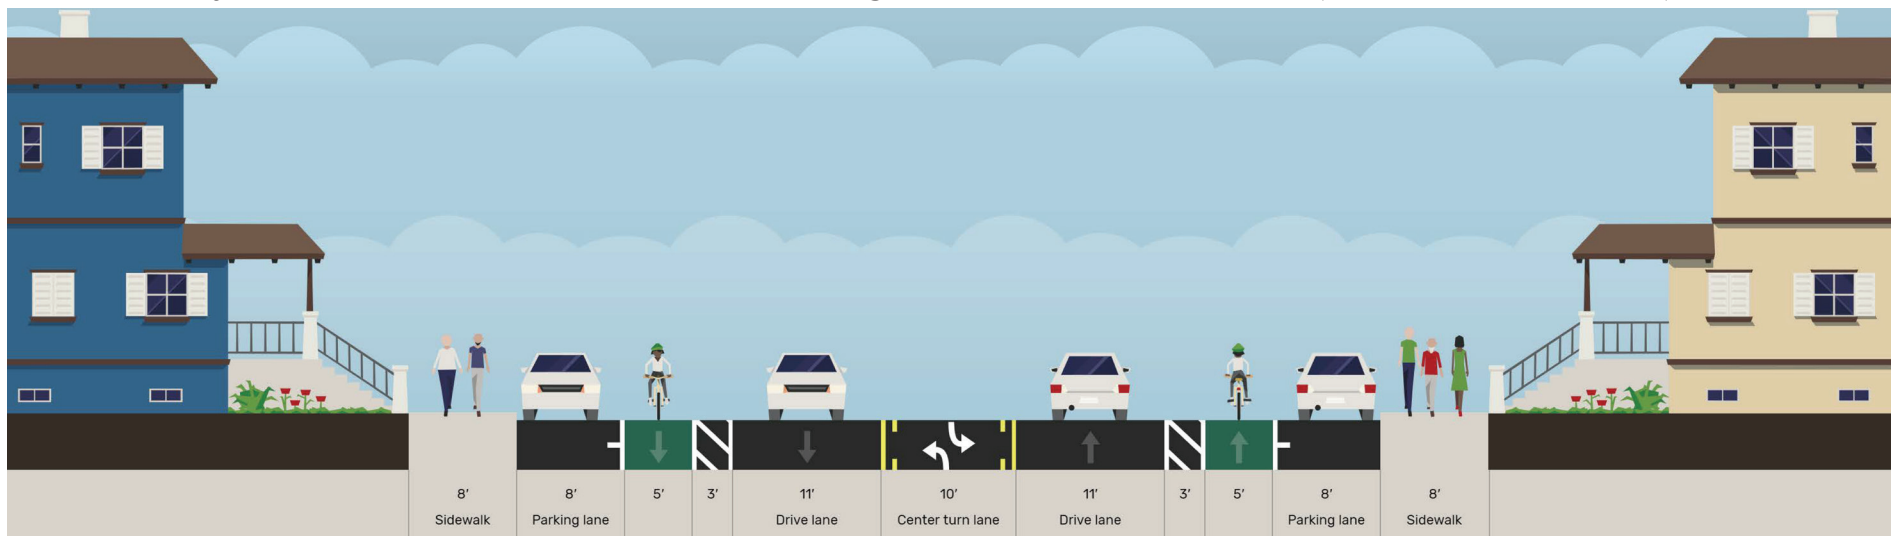 8′ 8′ 5′ 3′ 11′ 10′ 11′ 3′ 5′ 8′ 8′
Sidewalk Parking lane Drive lane Center turn lane Drive lane Parking lane Sidewalk